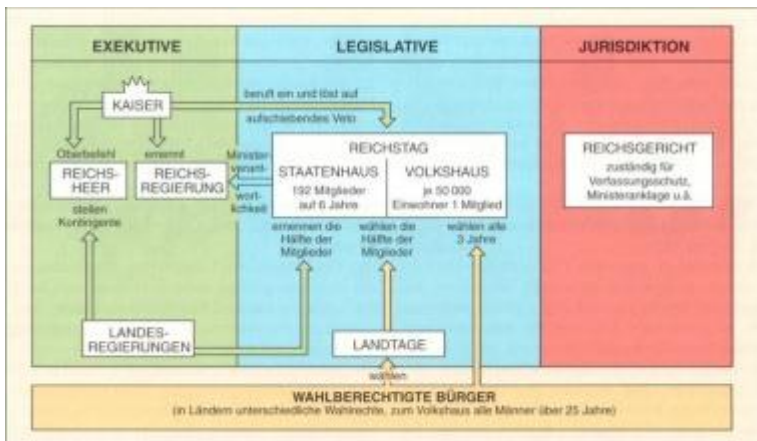 EXEKUTIVE
LEGISLATIVE
JURISDIKTION
KAISER
beruft ein und löst auf
aufschiebendes Veto
Oberbefehl
ernennt
Minister-
verant-
wort-
lichkeit
REICHS-
HEER
REICHS-
REGIERUNG
REICHSTAG
STAATENHAUS
192 Mitglieder
auf 6 Jahre
VOLKSHAUS
je 50 000
Einwohner 1 Mitglied
REICHSGERICHT
zuständig für
Verfassungsschutz,
Ministeranklage u.ä.
stellen
Kontingente
ernennen die
Hälfte der
Mitglieder
wählen die
Hälfte der
Mitglieder
wählen alle
3 Jahre
LANDES-
REGIERUNGEN
LANDTAGE
wählen
WAHLBERECHTIGTE BÜRGER
(in Ländern unterschiedliche Wahlrechte, zum Volkshaus alle Männer über 25 Jahre)